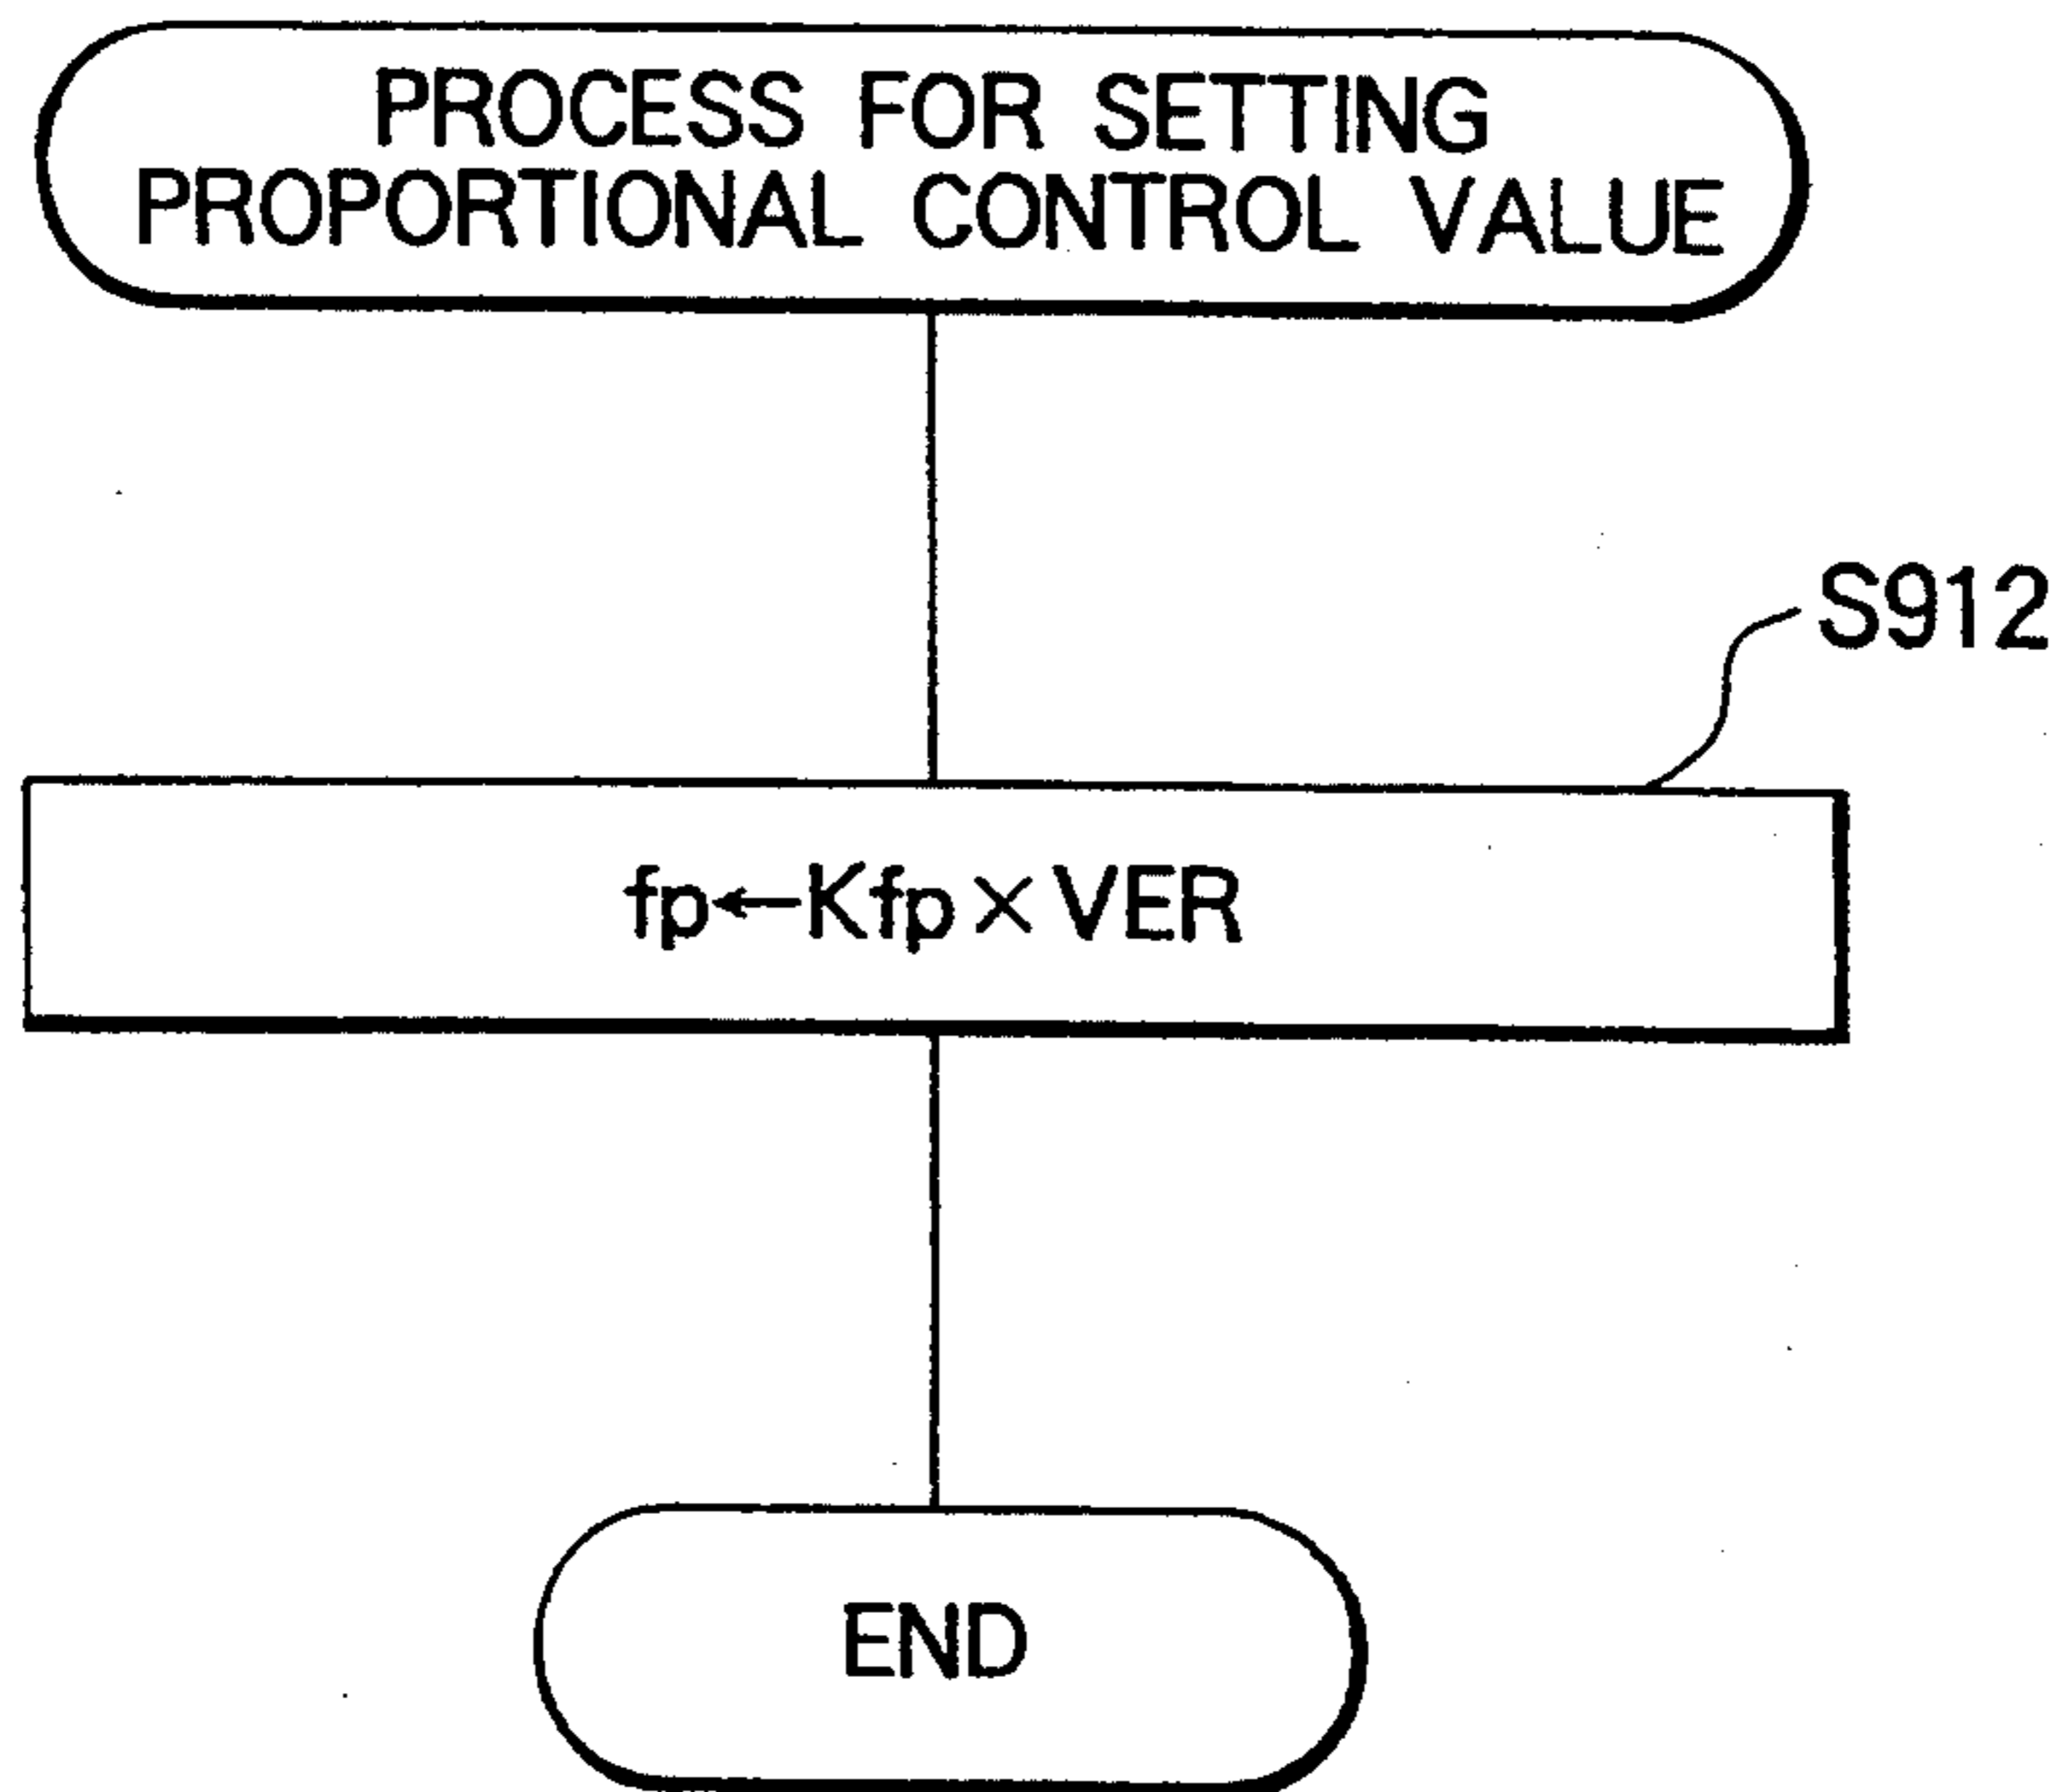 PROCESS FOR SETTING
PROPORTIONAL CONTROL VALUE
S912
fp←Kfp×VER
END